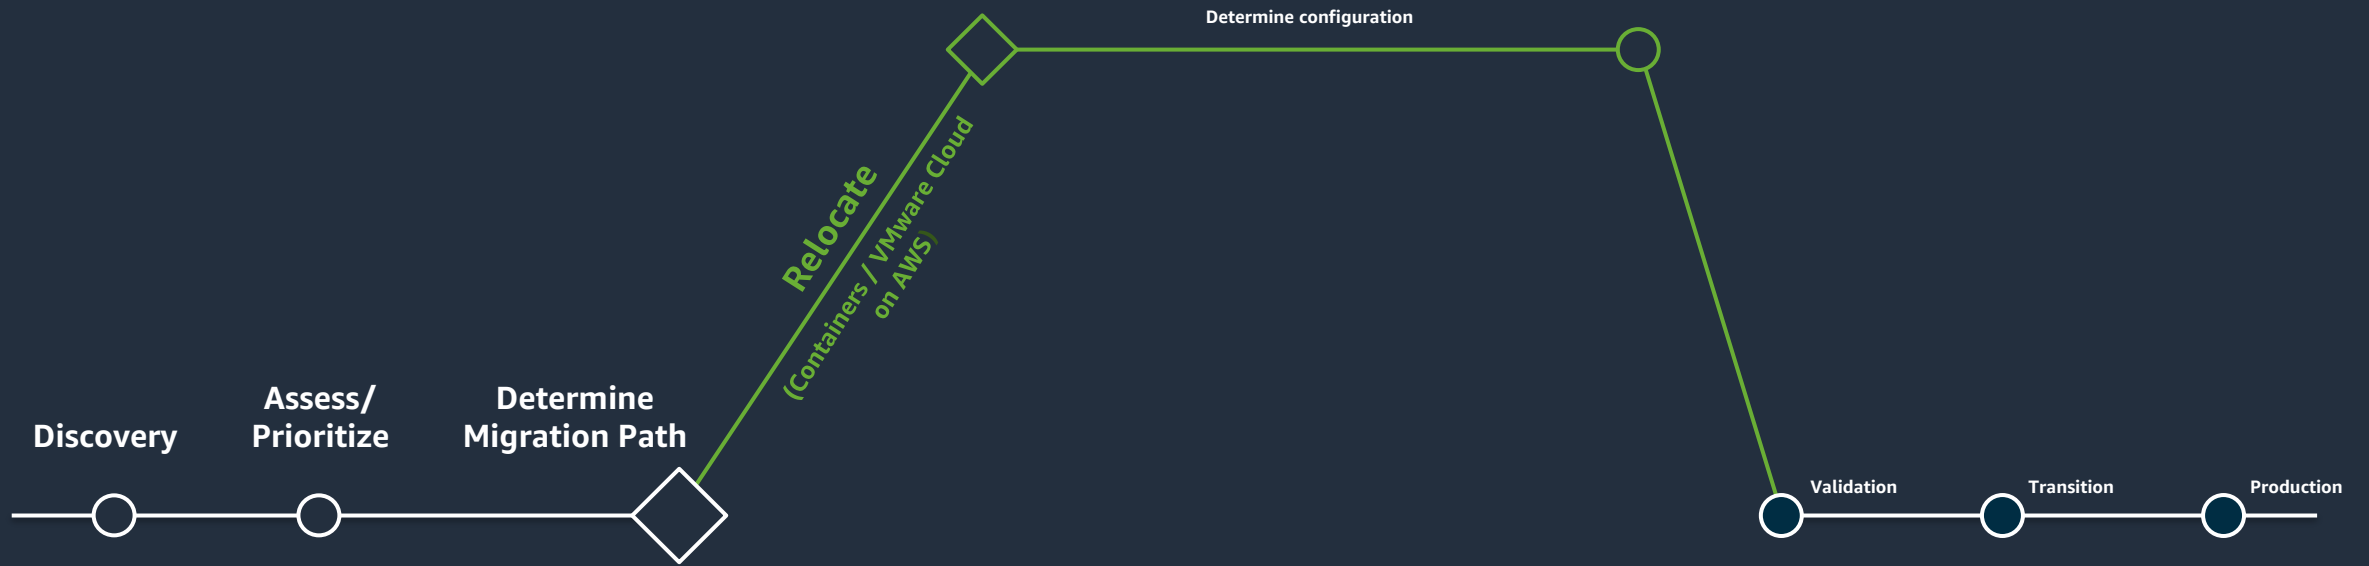 Determine configuration
Relocate
(Containers / VMware Cloud
on AWS)
Discovery
Assess/
Prioritize
Determine
Migration Path
Validation
Transition
Production